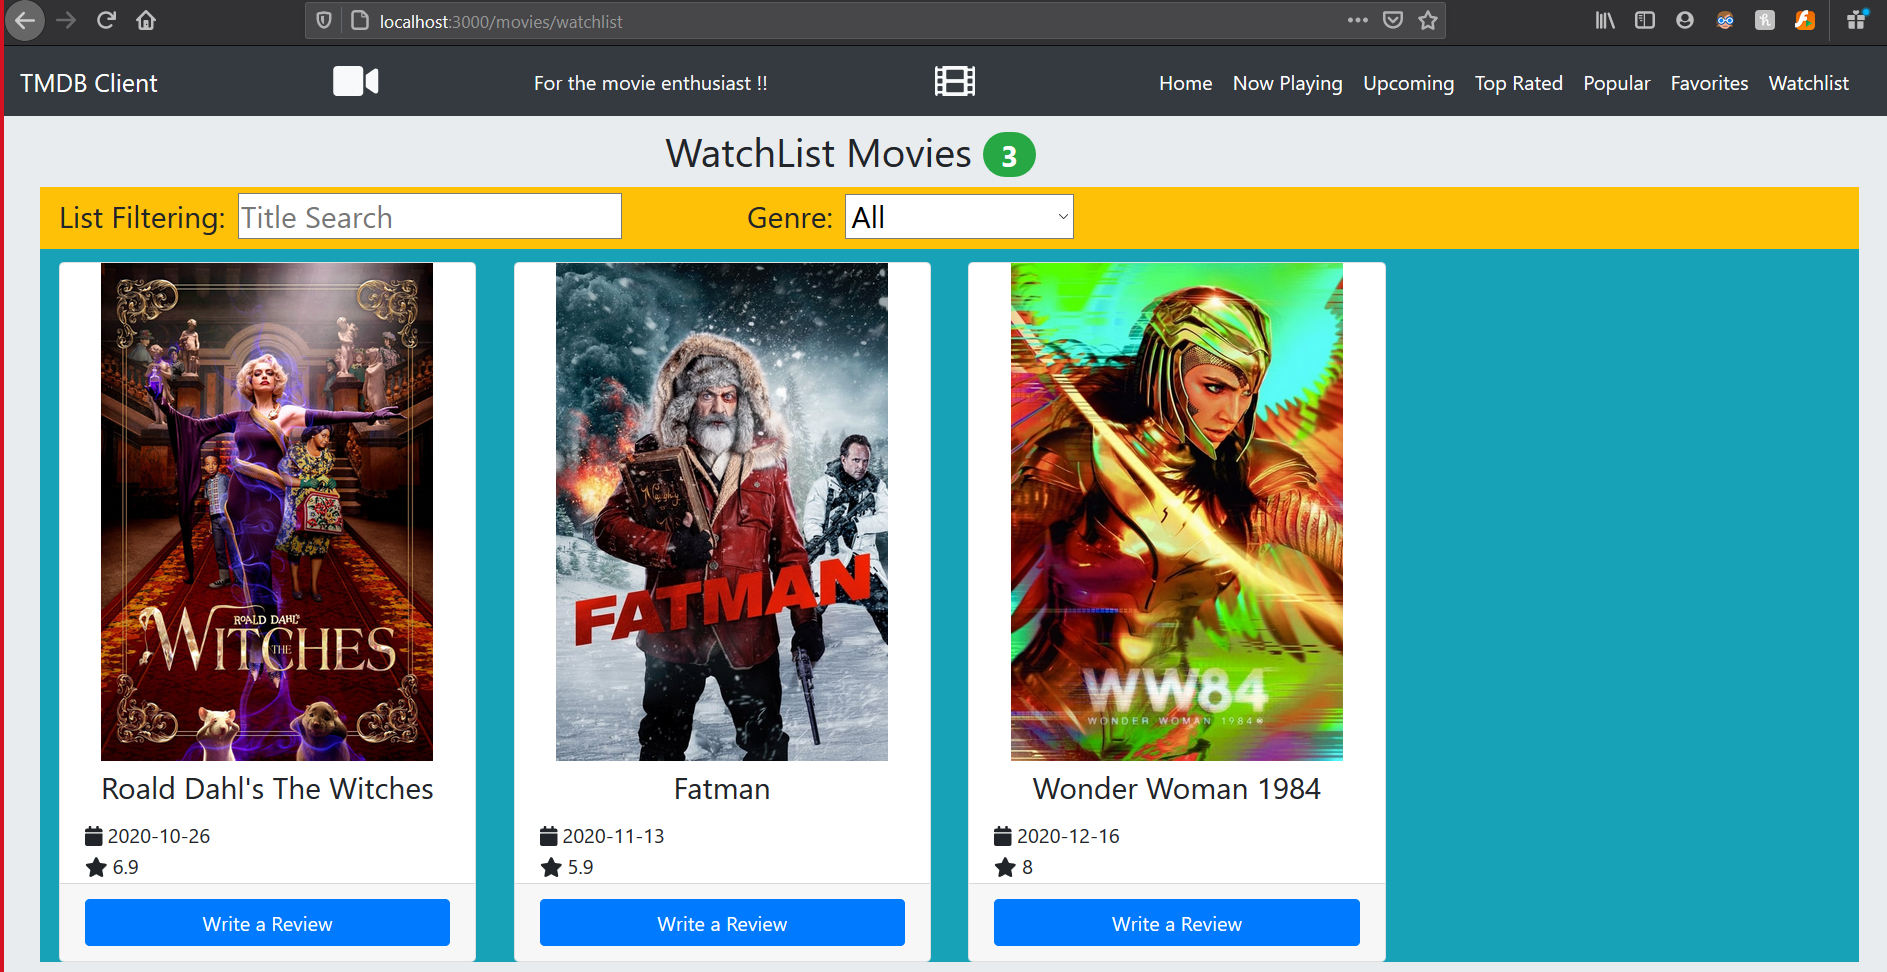 localhost:3000/movies/watchlist
TMDB Client
For the movie enthusiast !!
Home Now Playing Upcoming Top Rated Popular Favorites Watchlist
WatchList Movies 3
List Filtering: Title Search Genre: All
ROALD DAHL'S
THE WITCHES
Naughty
FATMAN
WW84
WONDER WOMAN 1984
Roald Dahl's The Witches
2020-10-26
6.9
Write a Review
Fatman
2020-11-13
5.9
Write a Review
Wonder Woman 1984
2020-12-16
8
Write a Review